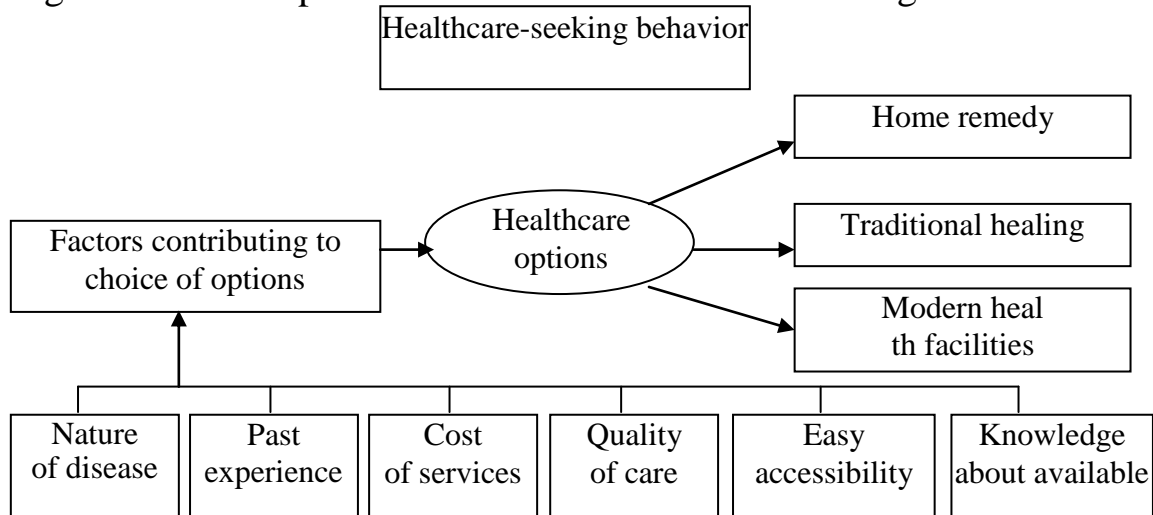 Healthcare-seeking behavior
Home remedy
Factors contributing to
choice of options
Healthcare
options
Traditional healing
Modern heal
th facilities
Nature
of disease
Past
experience
Cost
of services
Quality
of care
Easy
accessibility
Knowledge
about available